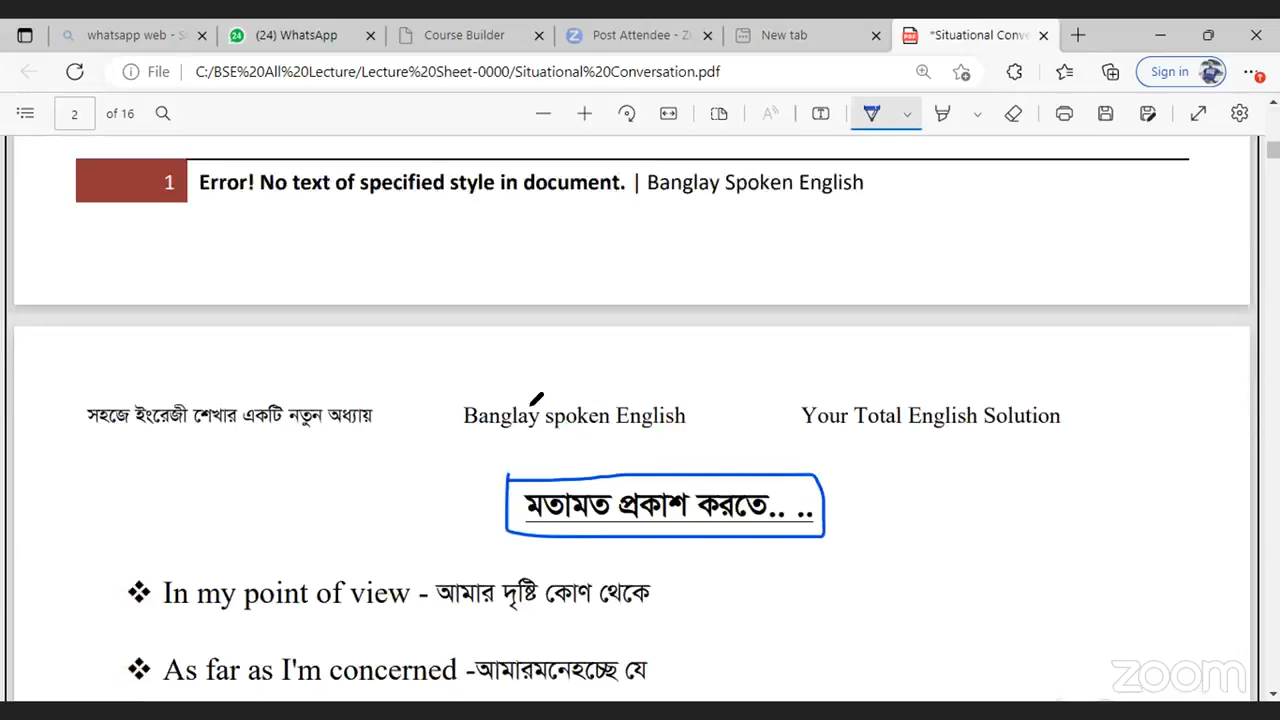 whatsapp web - S
(24) WhatsApp
Course Builder
Post Attendee - Z
New tab
*Situational Conve
File
C:/BSE%20All%20Lecture/Lecture%20Sheet-0000/Situational%20Conversation.pdf
Sign in
2 of 16
1 Error! No text of specified style in document. | Banglay Spoken English
সহজে ইংরেজী শেখার একটি নতুন অধ্যায় Banglay spoken English Your Total English Solution
মতামত প্রকাশ করতে.. ..
❖ In my point of view - আমার দৃষ্টি কোণ থেকে
❖ As far as I'm concerned -আমারমনেহচ্ছে যে
zoom